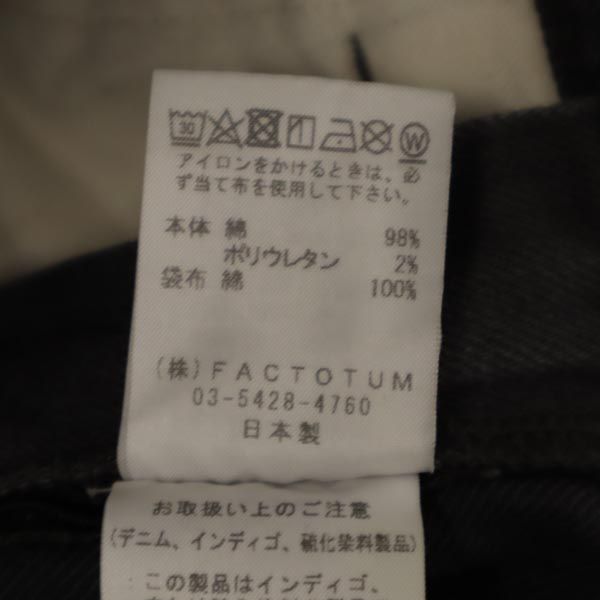 30 W
アイロンをかけるときは、必
ず当て布を使用して下さい。
本体 綿 98%
ポリウレタン 2%
袋布 綿 100%
(株) FACTOTUM
03-5428-4760
日本製
お取扱い上のご注意
(デニム、インディゴ、硫化染料製品)
この製品はインディゴ、